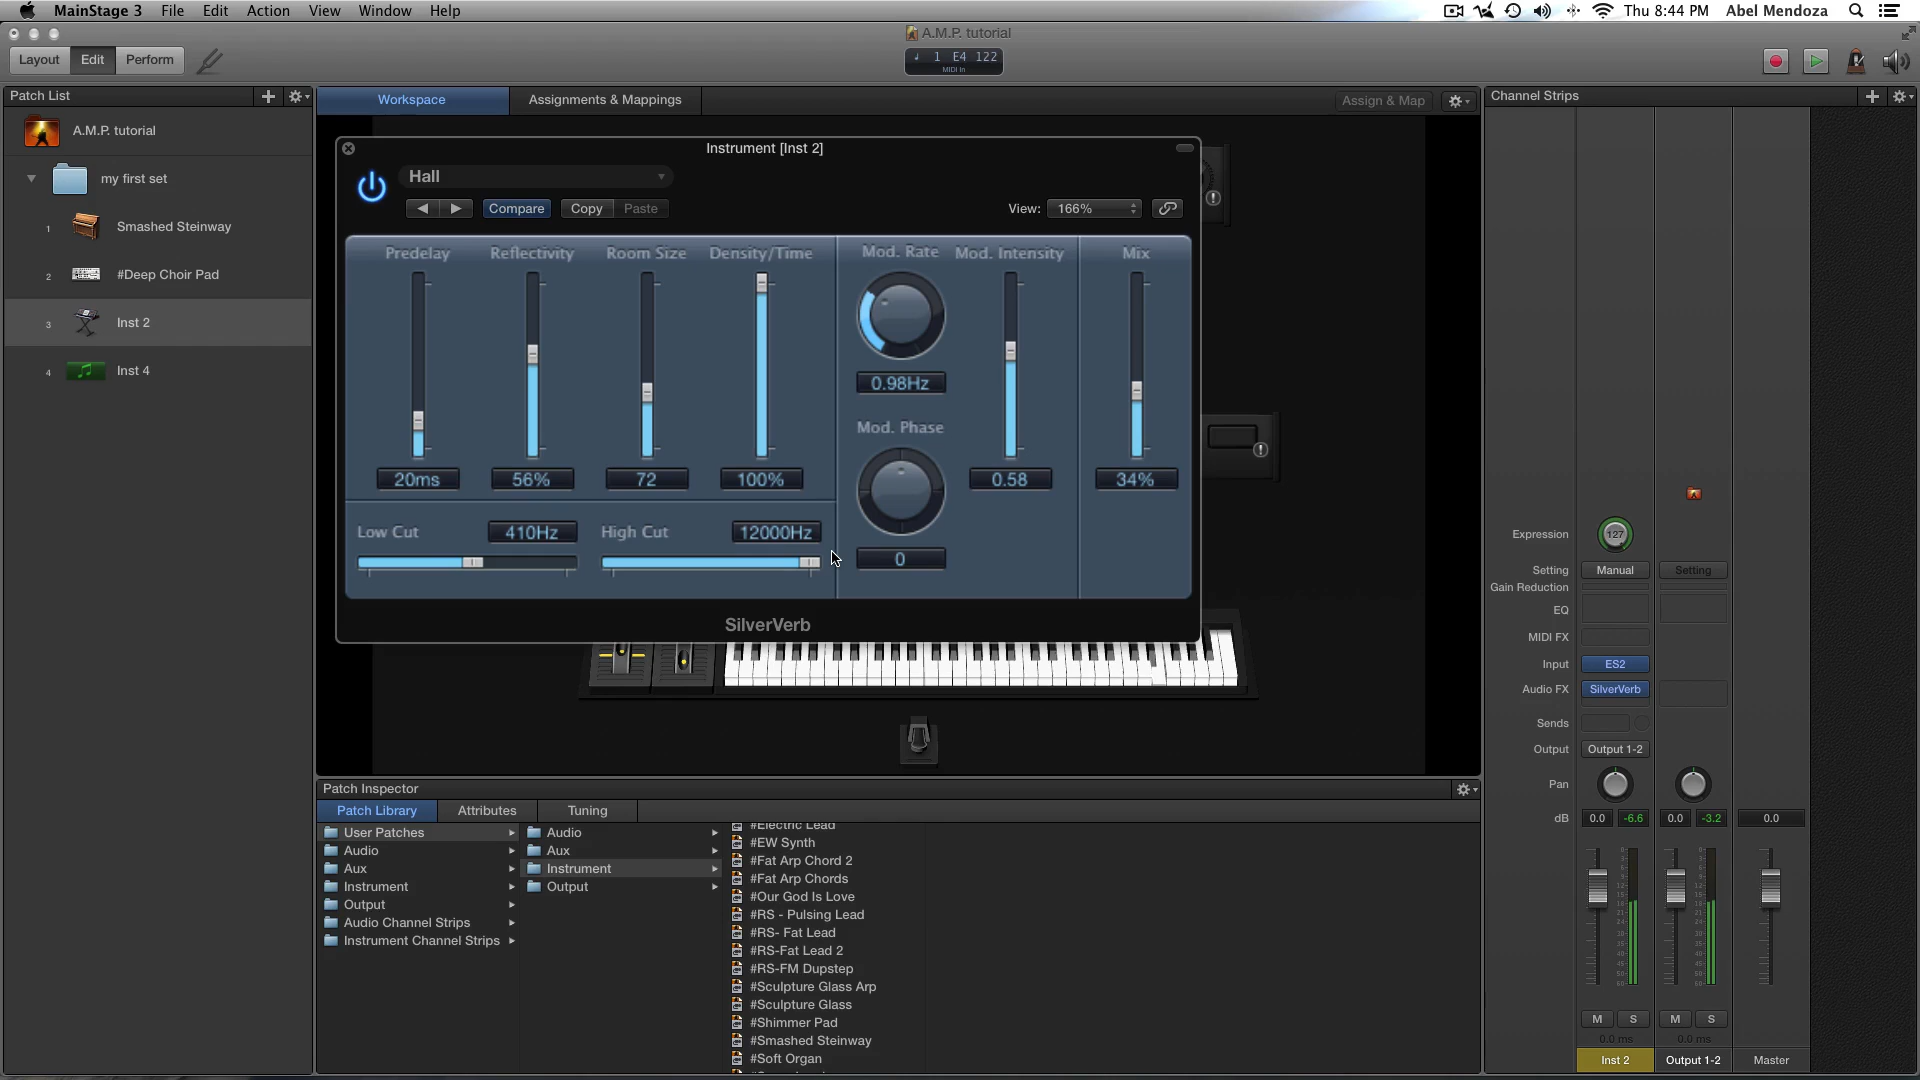 MainStage 3 File Edit Action View Window Help
Thu 8:44 PM Abel Mendoza
A.M.P. tutorial
Layout Edit Perform
1 E4 122
MIDI In
Patch List
Workspace Assignments & Mappings Assign & Map
Channel Strips
A.M.P. tutorial
my first set
1 Smashed Steinway
2 #Deep Choir Pad
3 Inst 2
4 Inst 4
Instrument [Inst 2]
Hall
Compare Copy Paste
View: 166%
Predelay Reflectivity Room Size Density/Time Mod. Rate Mod. Intensity Mix
0.98Hz
Mod. Phase
20ms 56% 72 100% 0.58 34%
Low Cut 410Hz High Cut 12000Hz
0
SilverVerb
Expression 127
Setting Manual Setting
Gain Reduction
EQ
MIDI FX
Input ES2
Audio FX SilverVerb
Sends
Output Output 1-2
Pan
dB 0.0 -6.6 0.0 -3.2 0.0
M S M S
0.0 ms 0.0 ms
Inst 2 Output 1-2 Master
Patch Inspector
Patch Library Attributes Tuning
User Patches
Audio
Aux
Instrument
Output
Audio Channel Strips
Instrument Channel Strips
Audio
Aux
Instrument
Output
#Electric Lead
#EW Synth
#Fat Arp Chord 2
#Fat Arp Chords
#Our God Is Love
#RS - Pulsing Lead
#RS- Fat Lead
#RS-Fat Lead 2
#RS-FM Dupstep
#Sculpture Glass Arp
#Sculpture Glass
#Shimmer Pad
#Smashed Steinway
#Soft Organ